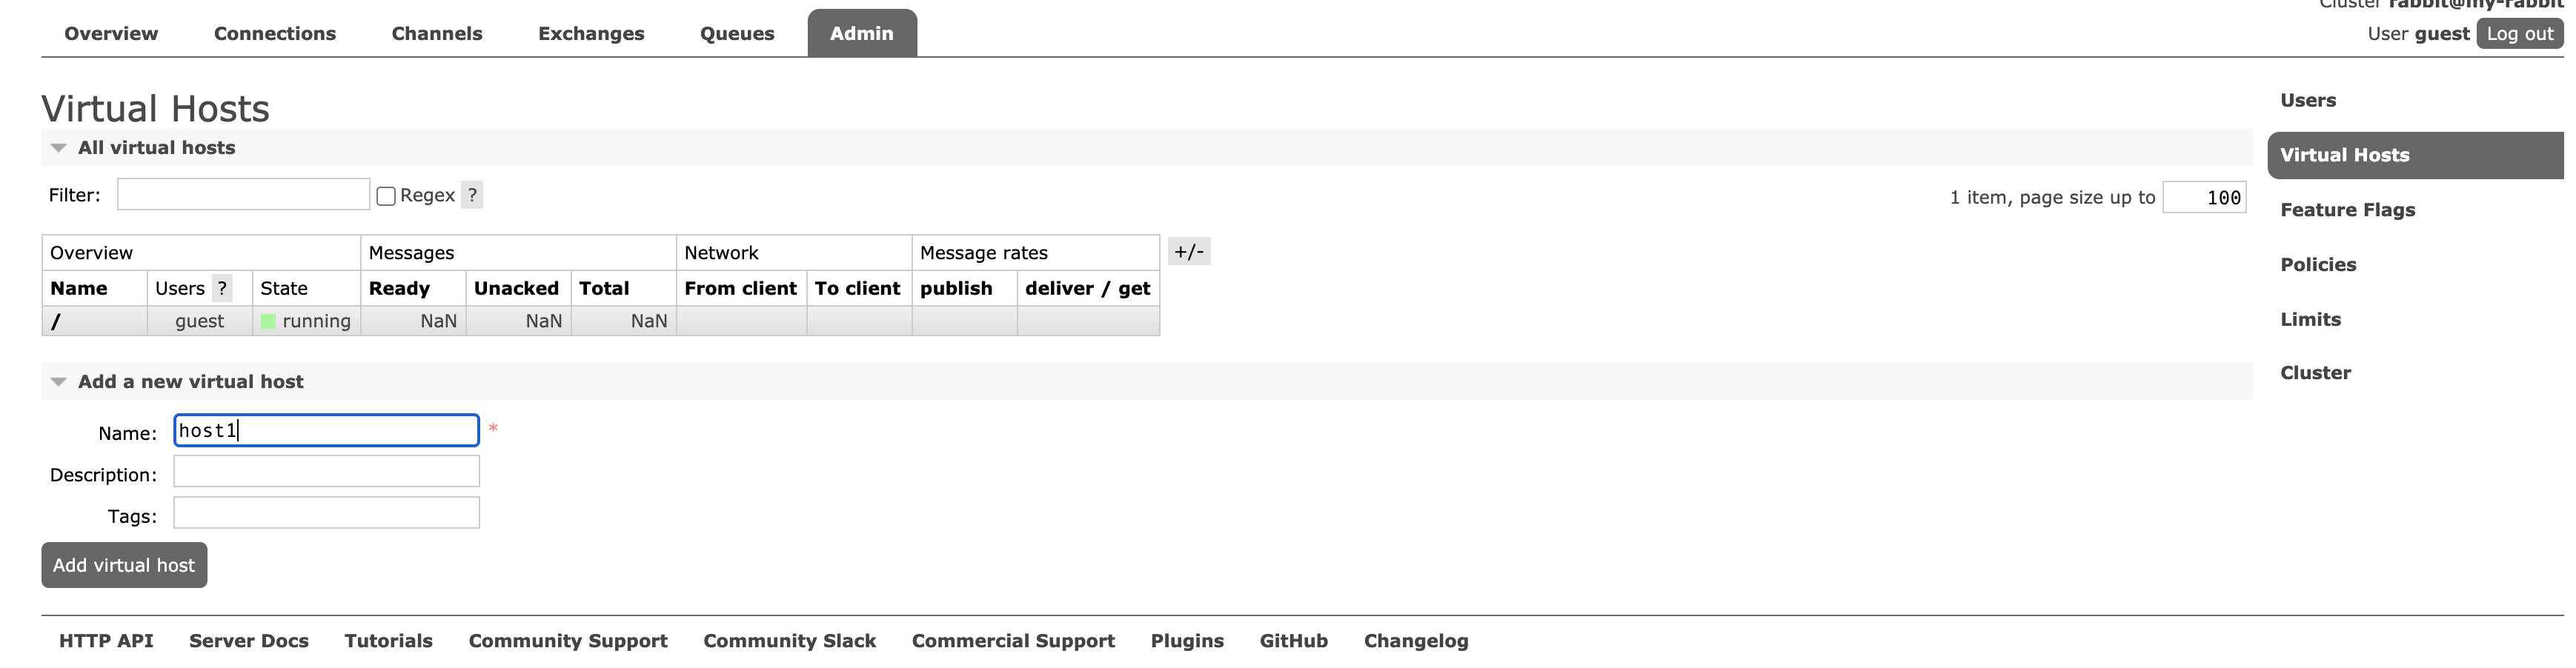 Cluster rabbit@my-rabbit
Overview Connections Channels Exchanges Queues Admin
User guest Log out
Virtual Hosts
All virtual hosts
Filter: Regex ?
1 item, page size up to 100
Overview Messages Network Message rates +/-
Name Users ? State Ready Unacked Total From client To client publish deliver / get
/ guest running NaN NaN NaN
Add a new virtual host
Name: host1 *
Description:
Tags:
Add virtual host
Users
Virtual Hosts
Feature Flags
Policies
Limits
Cluster
HTTP API Server Docs Tutorials Community Support Community Slack Commercial Support Plugins GitHub Changelog